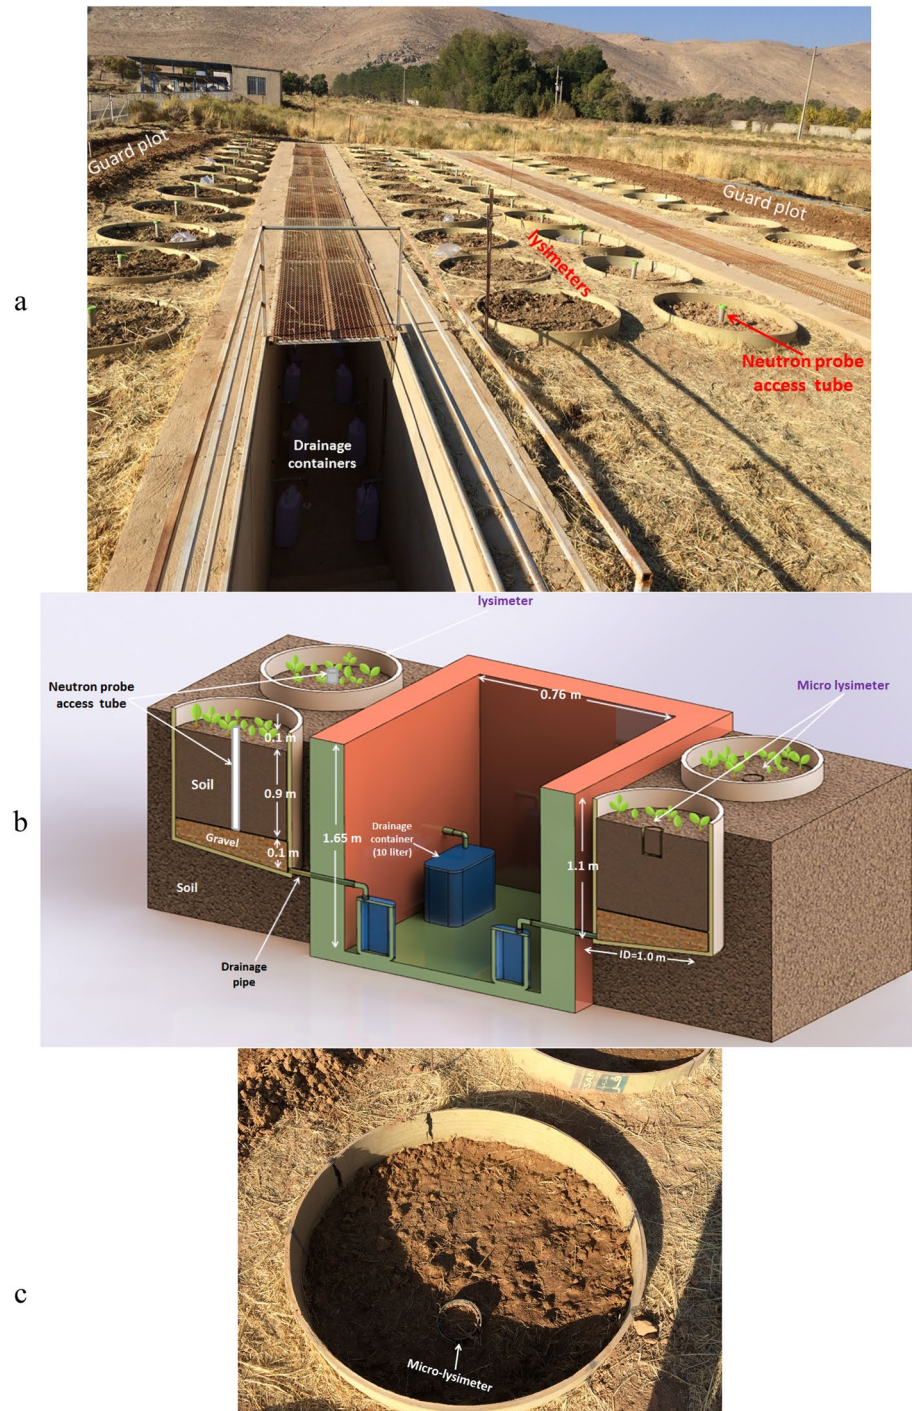 a
Guard plot
Guard plot
lysimeters
Neutron probe
access tube
Drainage
containers
b
lysimeter
Neutron probe
access tube
0.76 m
Micro lysimeter
0.1 m
Soil
0.9 m
Drainage
container
(10 liter)
Gravel
1.65 m
0.1 m
1.1 m
Soil
ID=1.0 m
Drainage
pipe
c
Micro-lysimeter